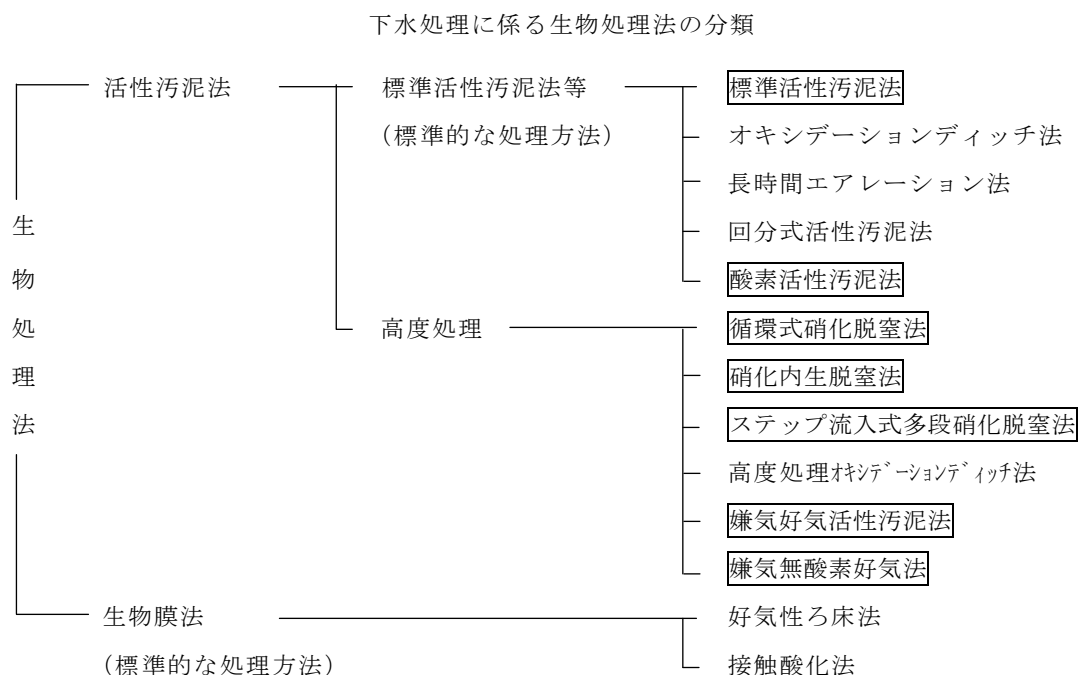 下水処理に係る生物処理法の分類
活性汚泥法 標準活性汚泥法等 標準活性汚泥法
(標準的な処理方法) オキシデーションディッチ法
長時間エアレーション法
生 回分式活性汚泥法
物 酸素活性汚泥法
処 高度処理 循環式硝化脱窒法
理 硝化内生脱窒法
法 ステップ流入式多段硝化脱窒法
高度処理ｵｷｼﾃﾞｰｼｮﾝﾃﾞｨｯﾁ法
嫌気好気活性汚泥法
嫌気無酸素好気法
生物膜法 好気性ろ床法
(標準的な処理方法) 接触酸化法